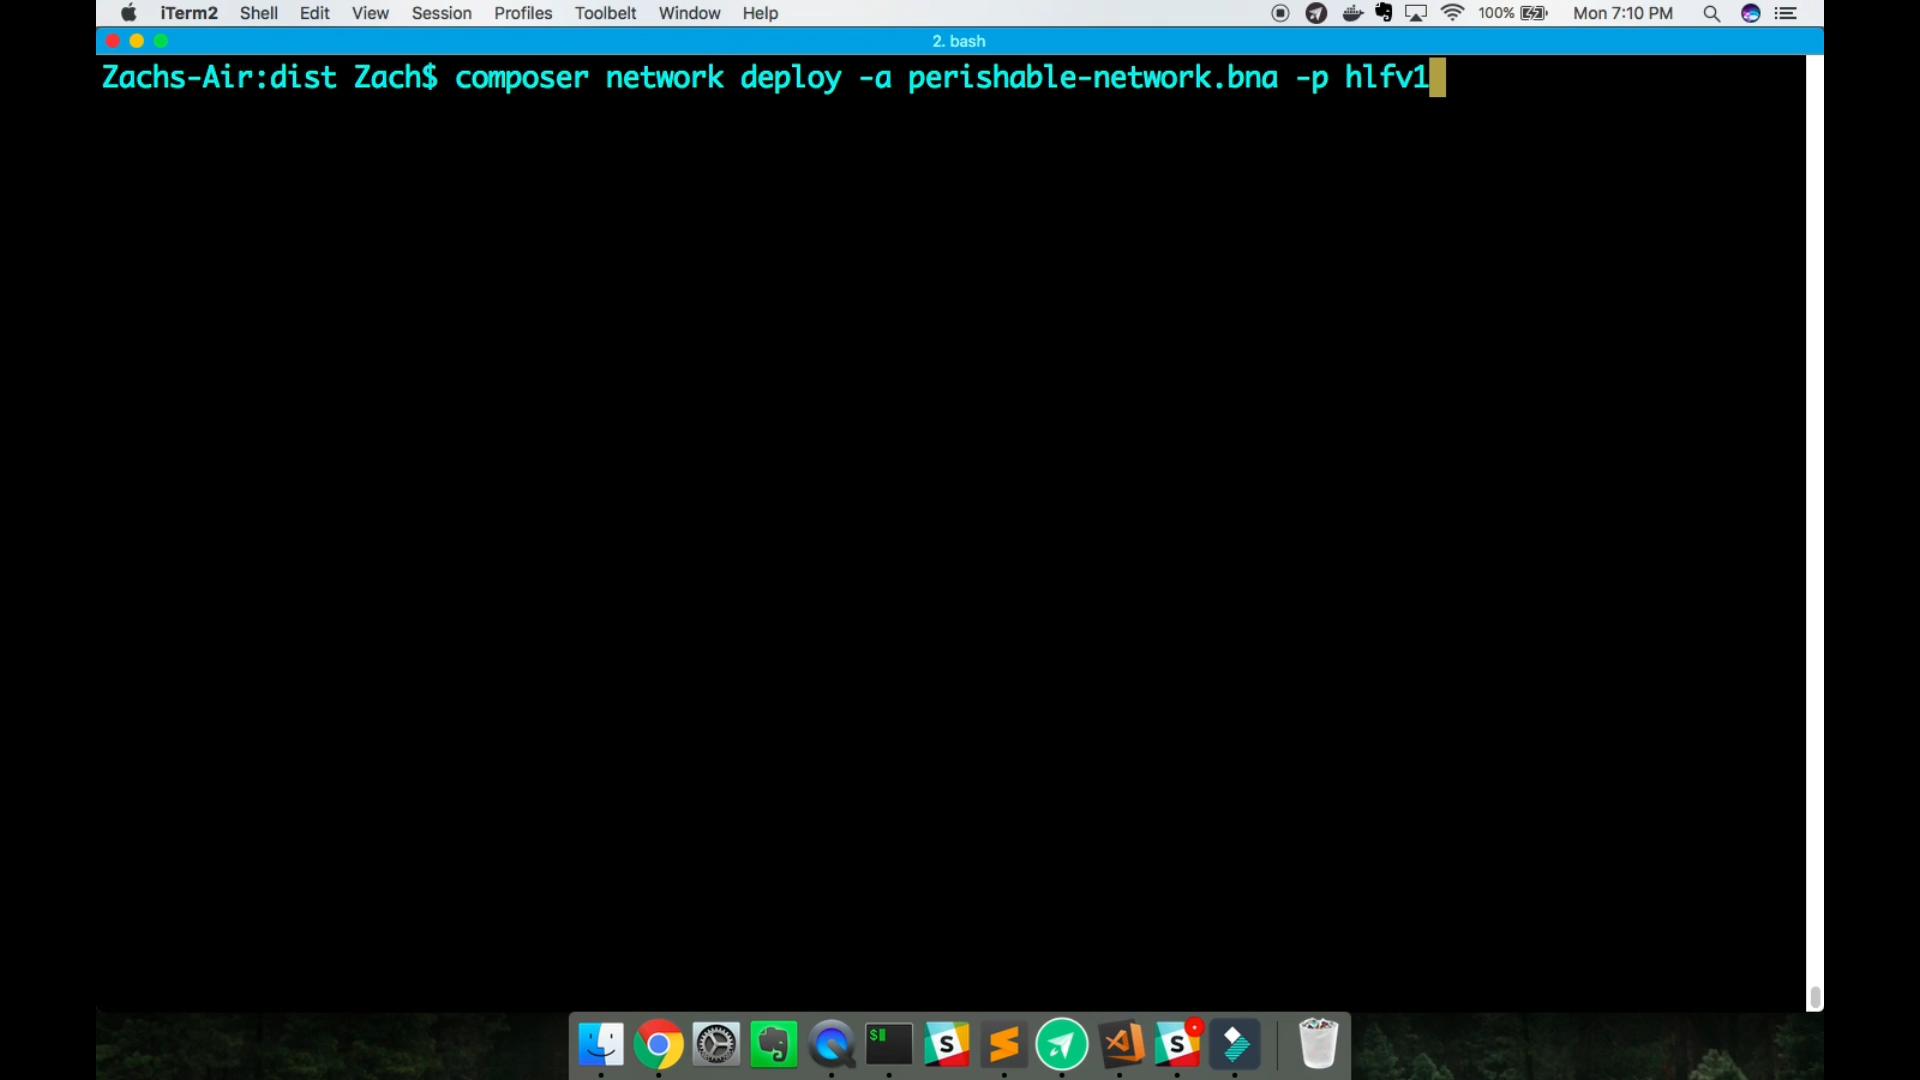 iTerm2 Shell Edit View Session Profiles Toolbelt Window Help 100% Mon 7:10 PM
2. bash
Zachs-Air:dist Zach$ composer network deploy -a perishable-network.bna -p hlfv1
$
S
S